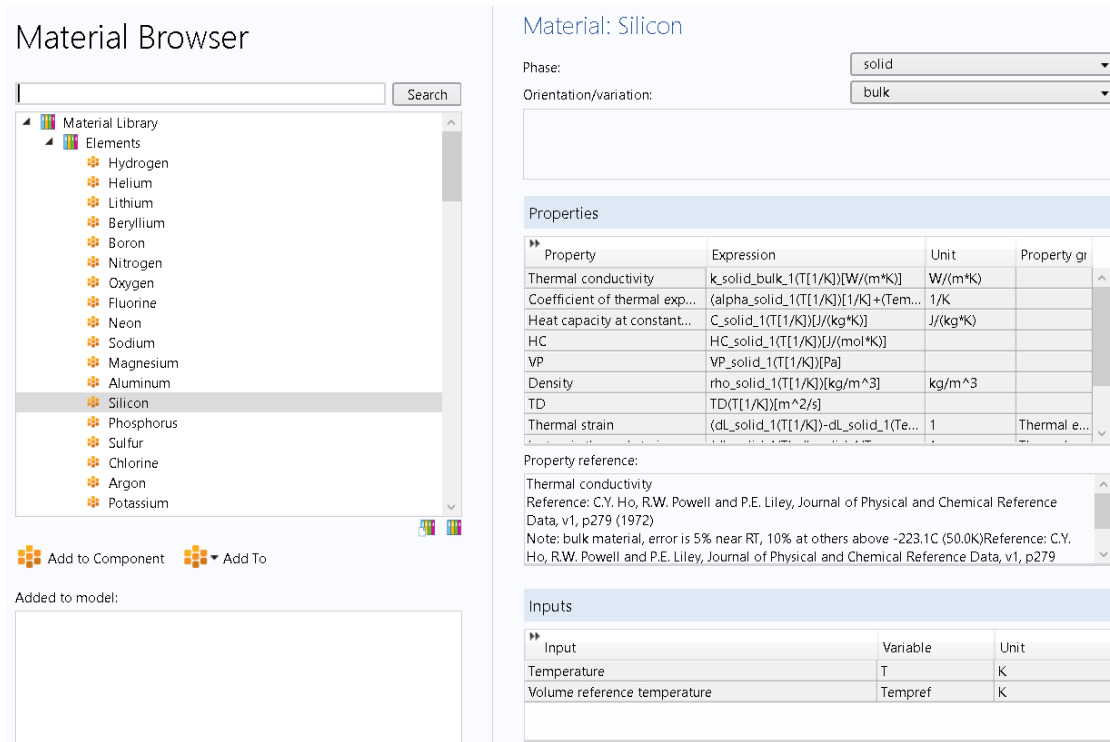 Material Browser
Search
Material Library
Elements
Hydrogen
Helium
Lithium
Beryllium
Boron
Nitrogen
Oxygen
Fluorine
Neon
Sodium
Magnesium
Aluminum
Silicon
Phosphorus
Sulfur
Chlorine
Argon
Potassium
Add to Component Add To
Added to model:
Material: Silicon
Phase: solid
Orientation/variation: bulk
Properties
Property Expression Unit Property gr
Thermal conductivity k_solid_bulk_1(T[1/K])[W/(m*K)] W/(m*K)
Coefficient of thermal exp... (alpha_solid_1(T[1/K])[1/K]+(Tem... 1/K
Heat capacity at constant... C_solid_1(T[1/K])[J/(kg*K)] J/(kg*K)
HC HC_solid_1(T[1/K])[J/(mol*K)]
VP VP_solid_1(T[1/K])[Pa]
Density rho_solid_1(T[1/K])[kg/m^3] kg/m^3
TD TD(T[1/K])[m^2/s]
Thermal strain (dL_solid_1(T[1/K])-dL_solid_1(Te... 1 Thermal e...
Property reference:
Thermal conductivity
Reference: C.Y. Ho, R.W. Powell and P.E. Liley, Journal of Physical and Chemical Reference
Data, v1, p279 (1972)
Note: bulk material, error is 5% near RT, 10% at others above -223.1C (50.0K)Reference: C.Y.
Ho, R.W. Powell and P.E. Liley, Journal of Physical and Chemical Reference Data, v1, p279
Inputs
Input Variable Unit
Temperature T K
Volume reference temperature Tempref K